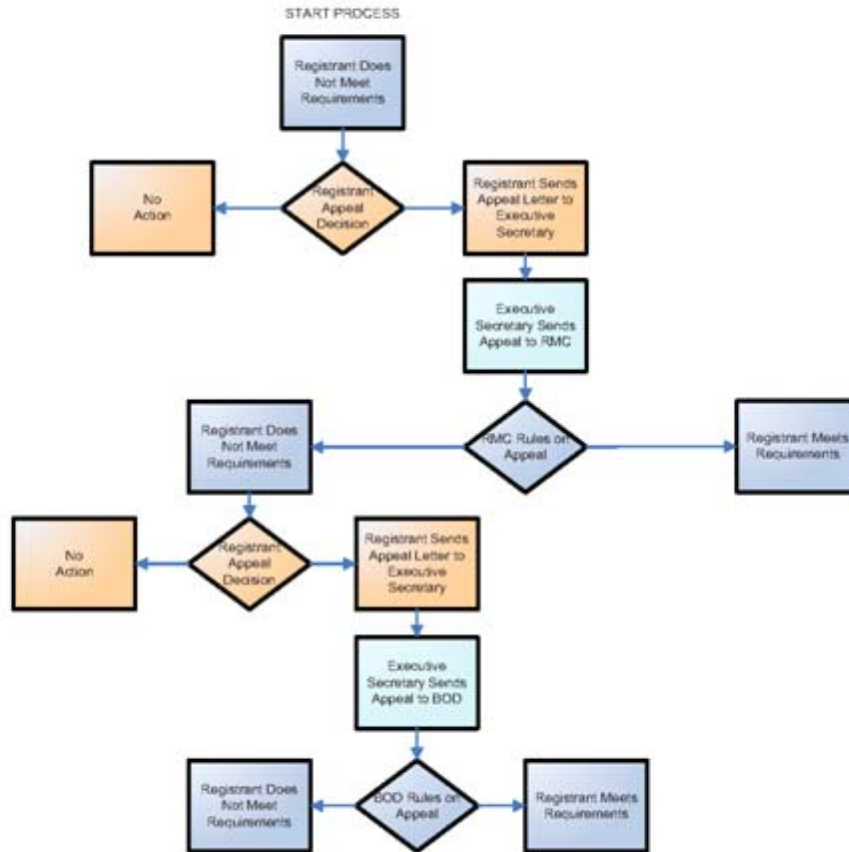 START PROCESS
Registrant Does
Not Meet
Requirements
No
Action
Registrant
Appeal
Decision
Registrant Sends
Appeal Letter to
Executive
Secretary
Executive
Secretary Sends
Appeal to RMC
Registrant Does
Not Meet
Requirements
RMC Rules on
Appeal
Registrant Meets
Requirements
No
Action
Registrant
Appeal
Decision
Registrant Sends
Appeal Letter to
Executive
Secretary
Executive
Secretary Sends
Appeal to BOD
Registrant Does
Not Meet
Requirements
BOD Rules on
Appeal
Registrant Meets
Requirements